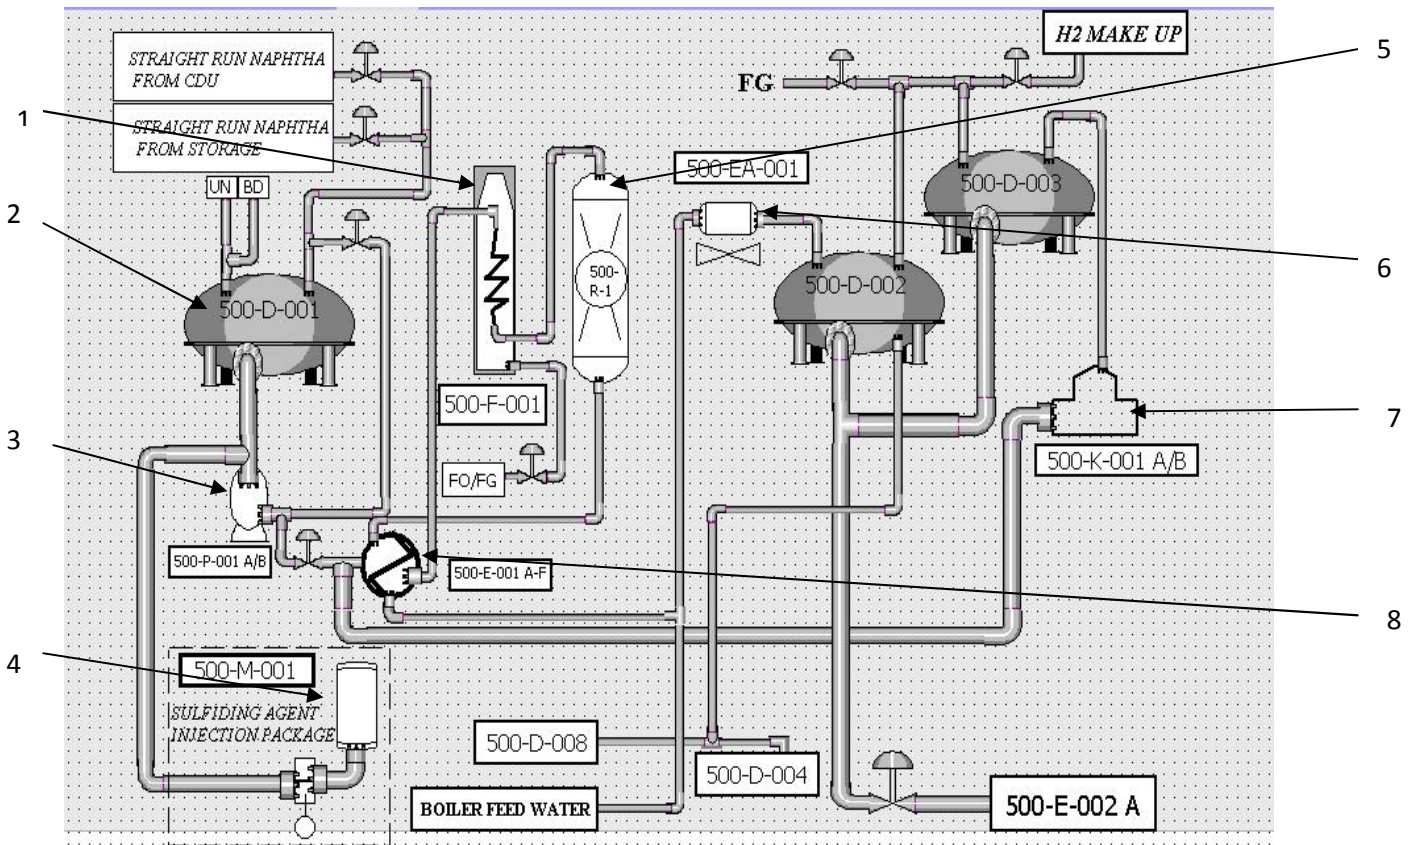 H2 MAKE UP
5
STRAIGHT RUN NAPHTHA
FROM CDU
FG
1
STRAIGHT RUN NAPHTHA
FROM STORAGE
500-EA-001
UN
BD
500-D-003
2
500-
R-1
6
500-D-001
500-D-002
500-F-001
7
3
500-K-001 A/B
FO/FG
500-P-001 A/B
500-E-001 A-F
8
4
500-M-001
SULFIDING AGENT
INJECTION PACKAGE
500-D-008
500-D-004
BOILER FEED WATER
500-E-002 A